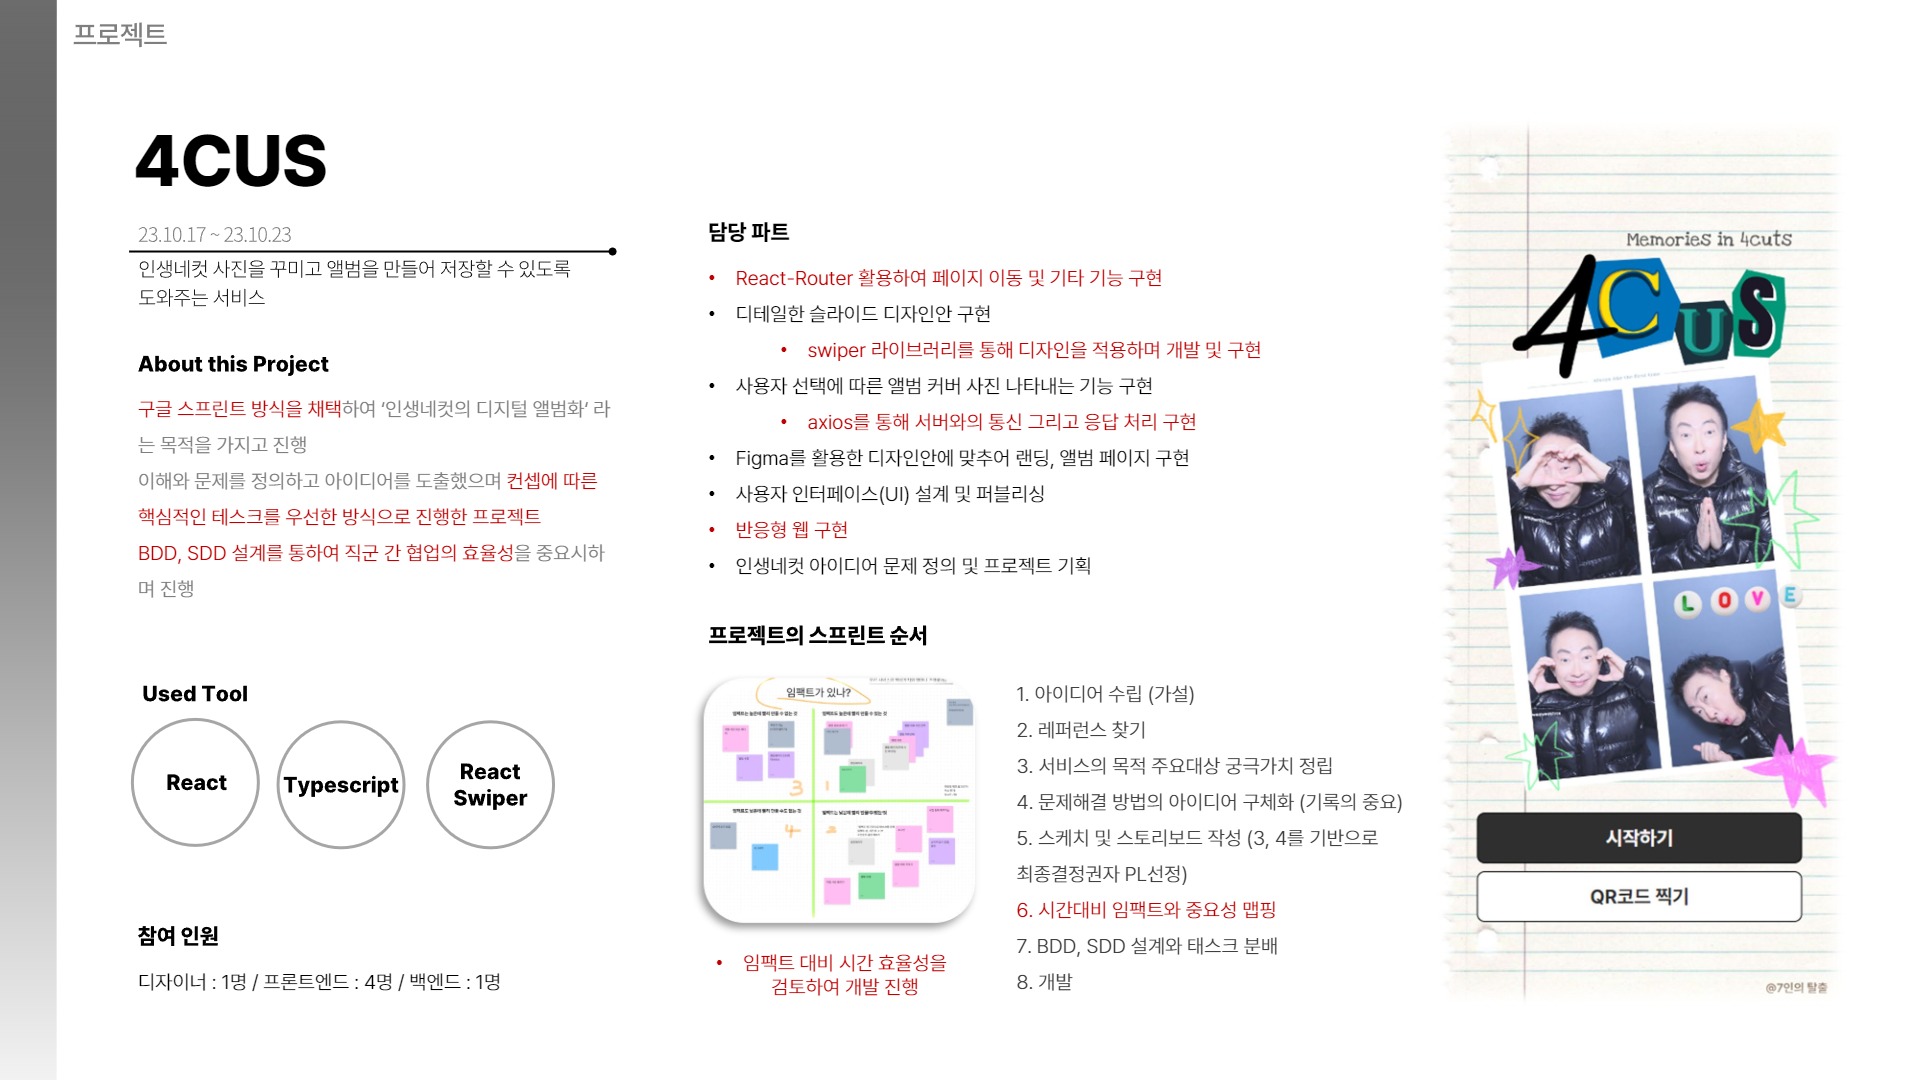 프로젝트
4CUS
23.10.17 ~ 23.10.23
인생네컷 사진을 꾸미고 앨범을 만들어 저장할 수 있도록
도와주는 서비스
About this Project
구글 스프린트 방식을 채택하여 ‘인생네컷의 디지털 앨범화‘ 라
는 목적을 가지고 진행
이해와 문제를 정의하고 아이디어를 도출했으며 컨셉에 따른
핵심적인 테스크를 우선한 방식으로 진행한 프로젝트
BDD, SDD 설계를 통하여 직군 간 협업의 효율성을 중요시하
며 진행
Used Tool
React
Typescript
React
Swiper
참여 인원
디자이너 : 1명 / 프론트엔드 : 4명 / 백엔드 : 1명
담당 파트
• React-Router 활용하여 페이지 이동 및 기타 기능 구현
• 디테일한 슬라이드 디자인안 구현
• swiper 라이브러리를 통해 디자인을 적용하며 개발 및 구현
• 사용자 선택에 따른 앨범 커버 사진 나타내는 기능 구현
• axios를 통해 서버와의 통신 그리고 응답 처리 구현
• Figma를 활용한 디자인안에 맞추어 랜딩, 앨범 페이지 구현
• 사용자 인터페이스(UI) 설계 및 퍼블리싱
• 반응형 웹 구현
• 인생네컷 아이디어 문제 정의 및 프로젝트 기획
프로젝트의 스프린트 순서
임팩트가 있나?
3
1
4
2
• 임팩트 대비 시간 효율성을
검토하여 개발 진행
1. 아이디어 수립 (가설)
2. 레퍼런스 찾기
3. 서비스의 목적 주요대상 궁극가치 정립
4. 문제해결 방법의 아이디어 구체화 (기록의 중요)
5. 스케치 및 스토리보드 작성 (3, 4를 기반으로
최종결정권자 PL선정)
6. 시간대비 임팩트와 중요성 맵핑
7. BDD, SDD 설계와 태스크 분배
8. 개발
Memories in 4cuts
4CUS
LOVE
시작하기
QR코드 찍기
@7인의 탈출